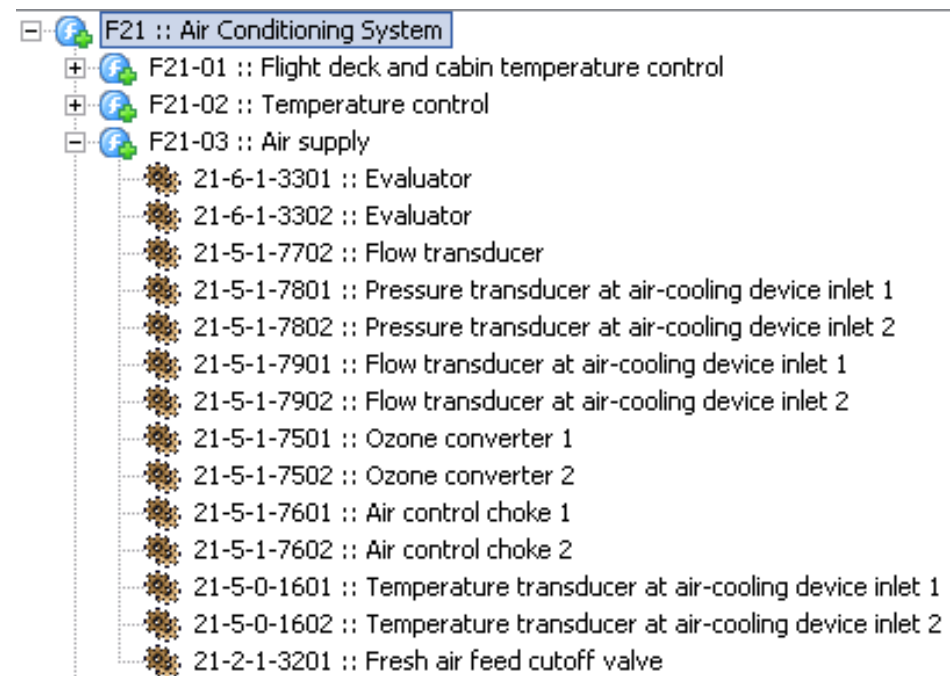 F21 :: Air Conditioning System
F21-01 :: Flight deck and cabin temperature control
F21-02 :: Temperature control
F21-03 :: Air supply
21-6-1-3301 :: Evaluator
21-6-1-3302 :: Evaluator
21-5-1-7702 :: Flow transducer
21-5-1-7801 :: Pressure transducer at air-cooling device inlet 1
21-5-1-7802 :: Pressure transducer at air-cooling device inlet 2
21-5-1-7901 :: Flow transducer at air-cooling device inlet 1
21-5-1-7902 :: Flow transducer at air-cooling device inlet 2
21-5-1-7501 :: Ozone converter 1
21-5-1-7502 :: Ozone converter 2
21-5-1-7601 :: Air control choke 1
21-5-1-7602 :: Air control choke 2
21-5-0-1601 :: Temperature transducer at air-cooling device inlet 1
21-5-0-1602 :: Temperature transducer at air-cooling device inlet 2
21-2-1-3201 :: Fresh air feed cutoff valve